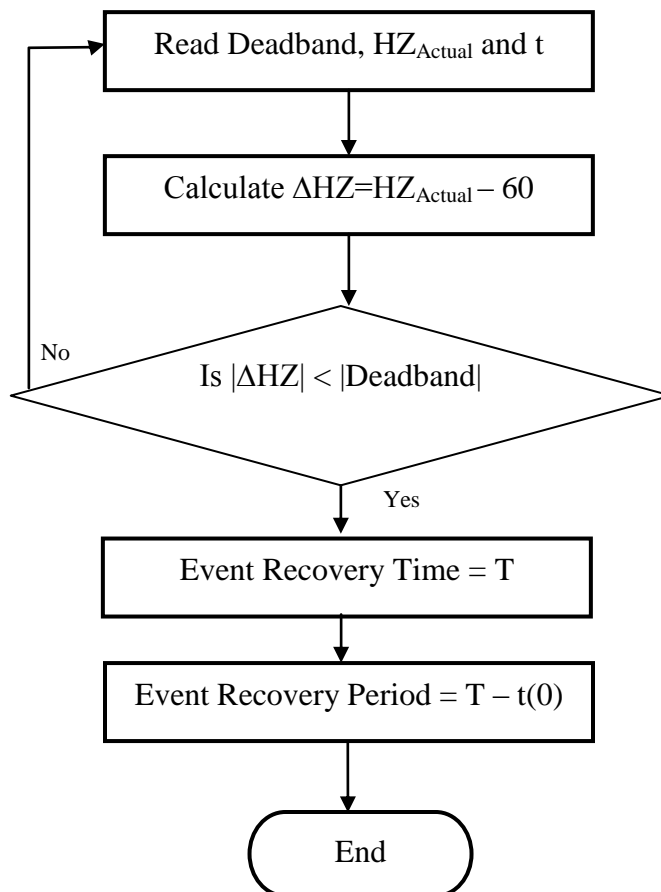 Read Deadband, HZActual and t
Calculate ΔHZ=HZActual – 60
No
Is |ΔHZ| < |Deadband|
Yes
Event Recovery Time = T
Event Recovery Period = T – t(0)
End